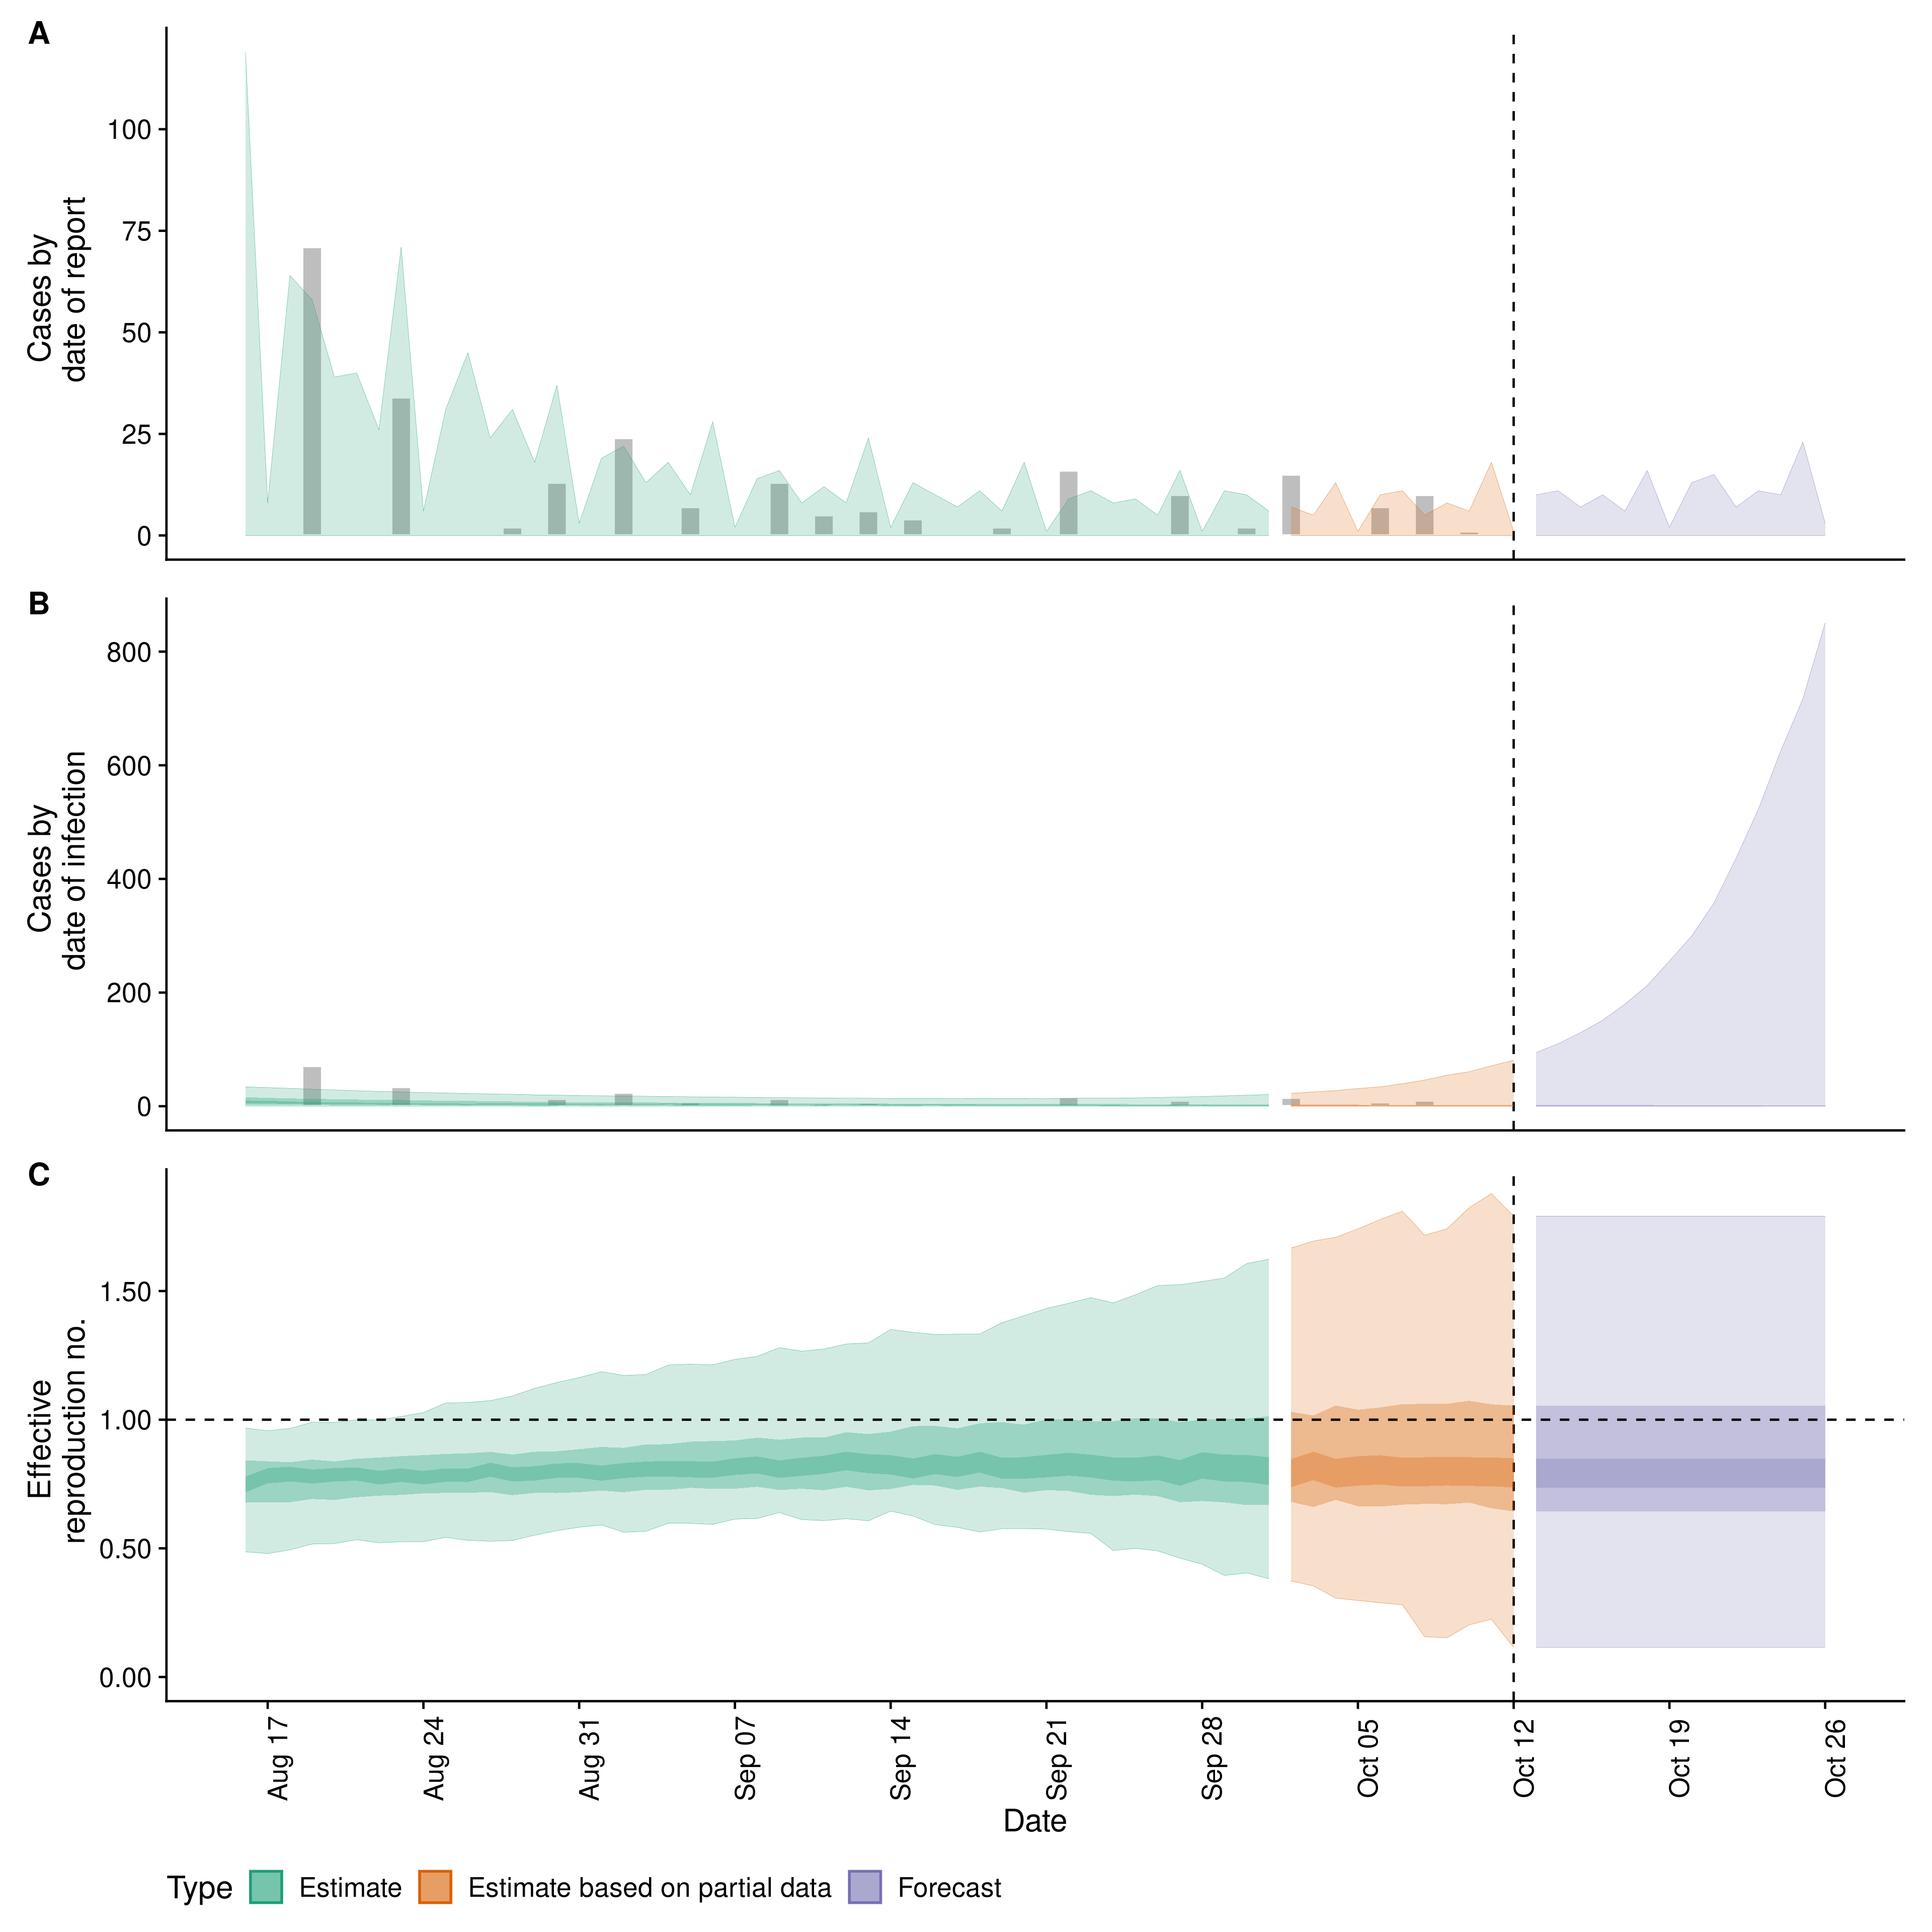 A
Cases by
date of report
100
75
50
25
0
B
Cases by
date of infection
800
600
400
200
0
C
Effective
reproduction no.
1.50
1.00
0.50
0.00
Aug 17
Aug 24
Aug 31
Sep 07
Sep 14
Sep 21
Sep 28
Oct 05
Oct 12
Oct 19
Oct 26
Date
Type Estimate Estimate based on partial data Forecast